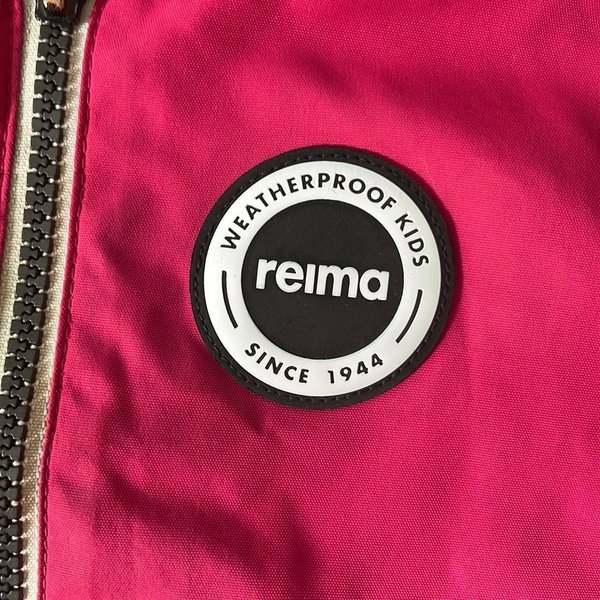 WEATHERPROOF KIDS
reima
SINCE 1944